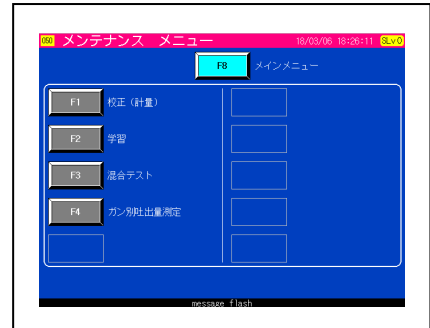 050 メンテナンス メニュー 18/03/06 18:26:11 SLv0
F8 メインメニュー
F1 校正（計量）
F2 学習
F3 混合テスト
F4 ガン別吐出量測定
message flash